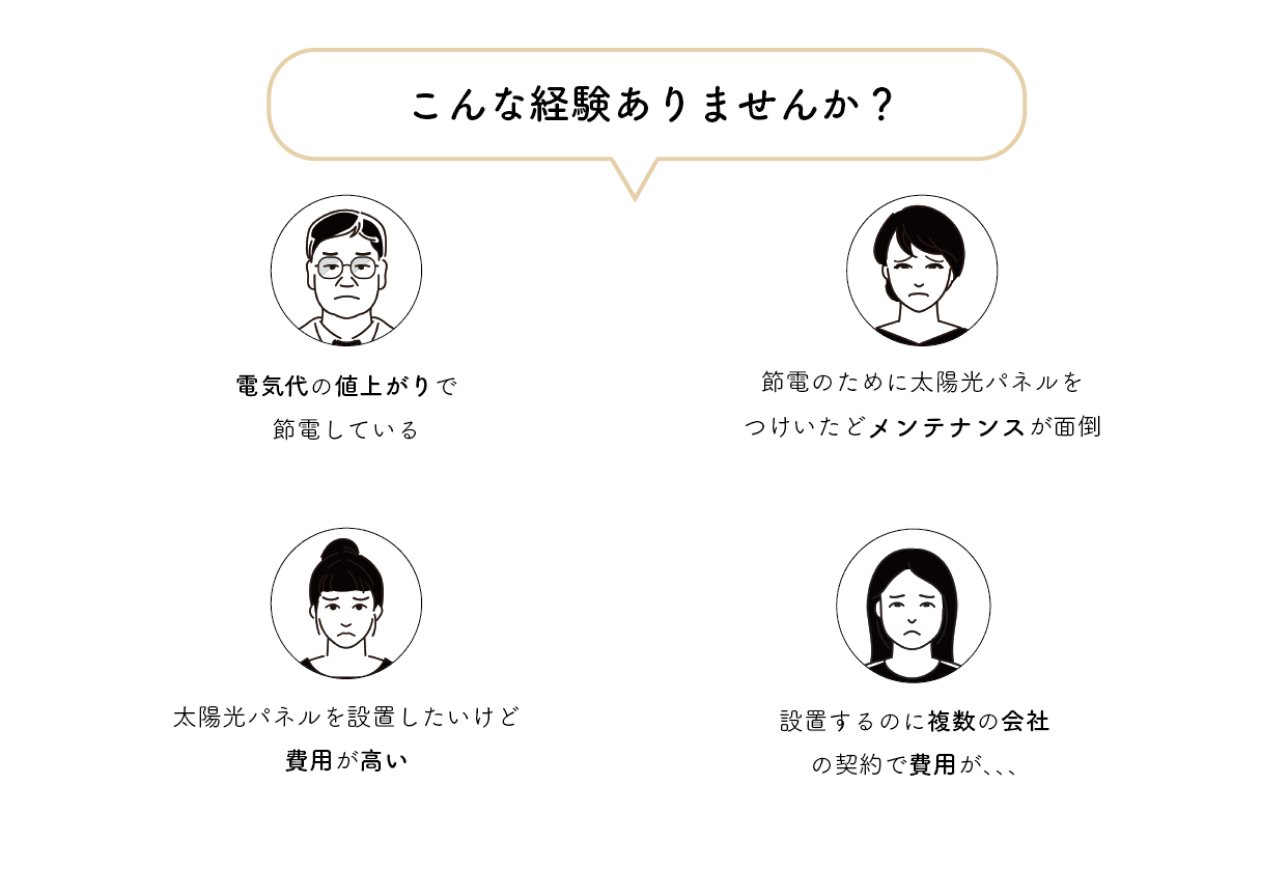 こんな経験ありませんか？
電気代の値上がりで
節電している
節電のために太陽光パネルを
つけいたどメンテナンスが面倒
太陽光パネルを設置したいけど
費用が高い
設置するのに複数の会社
の契約で費用が、、、